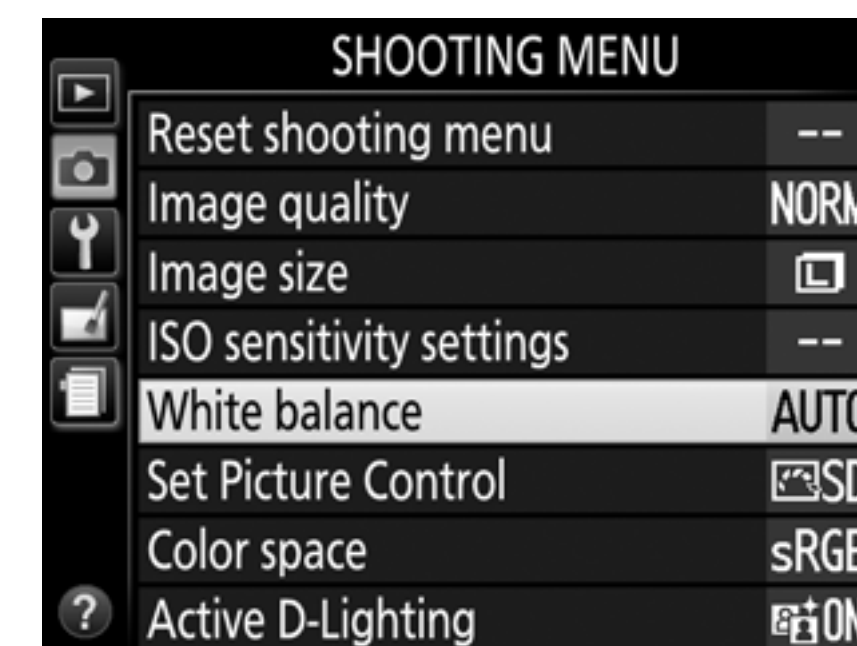 SHOOTING MENU
Reset shooting menu --
Image quality NORM
Image size L
ISO sensitivity settings --
White balance AUTO
Set Picture Control SD
Color space sRGB
Active D-Lighting ON
?